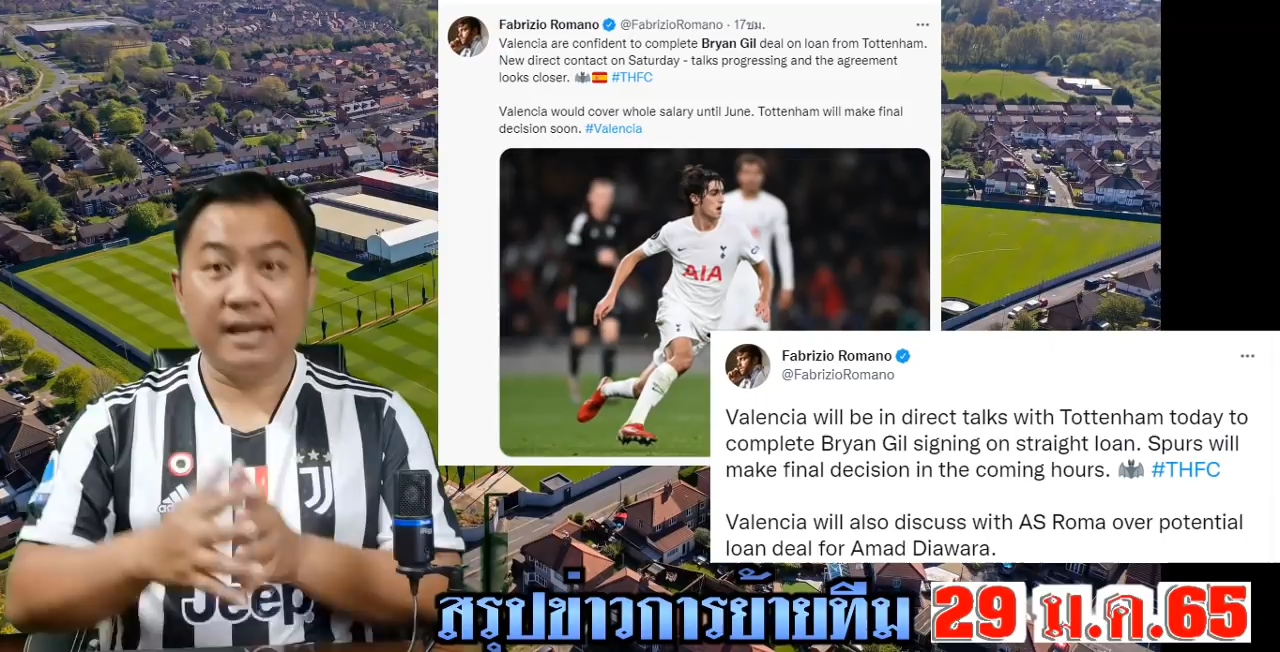 Fabrizio Romano @FabrizioRomano · 17ชม.
Valencia are confident to complete Bryan Gil deal on loan from Tottenham.
New direct contact on Saturday - talks progressing and the agreement
looks closer. 🦇🇪🇸 #THFC
Valencia would cover whole salary until June. Tottenham will make final
decision soon. #Valencia
AIA
Fabrizio Romano
@FabrizioRomano
Valencia will be in direct talks with Tottenham today to
complete Bryan Gil signing on straight loan. Spurs will
make final decision in the coming hours. 🦇 #THFC
Valencia will also discuss with AS Roma over potential
loan deal for Amad Diawara.
adidas
Jeep
สรุปข่าวการย้ายทีม 29 ม.ค.65